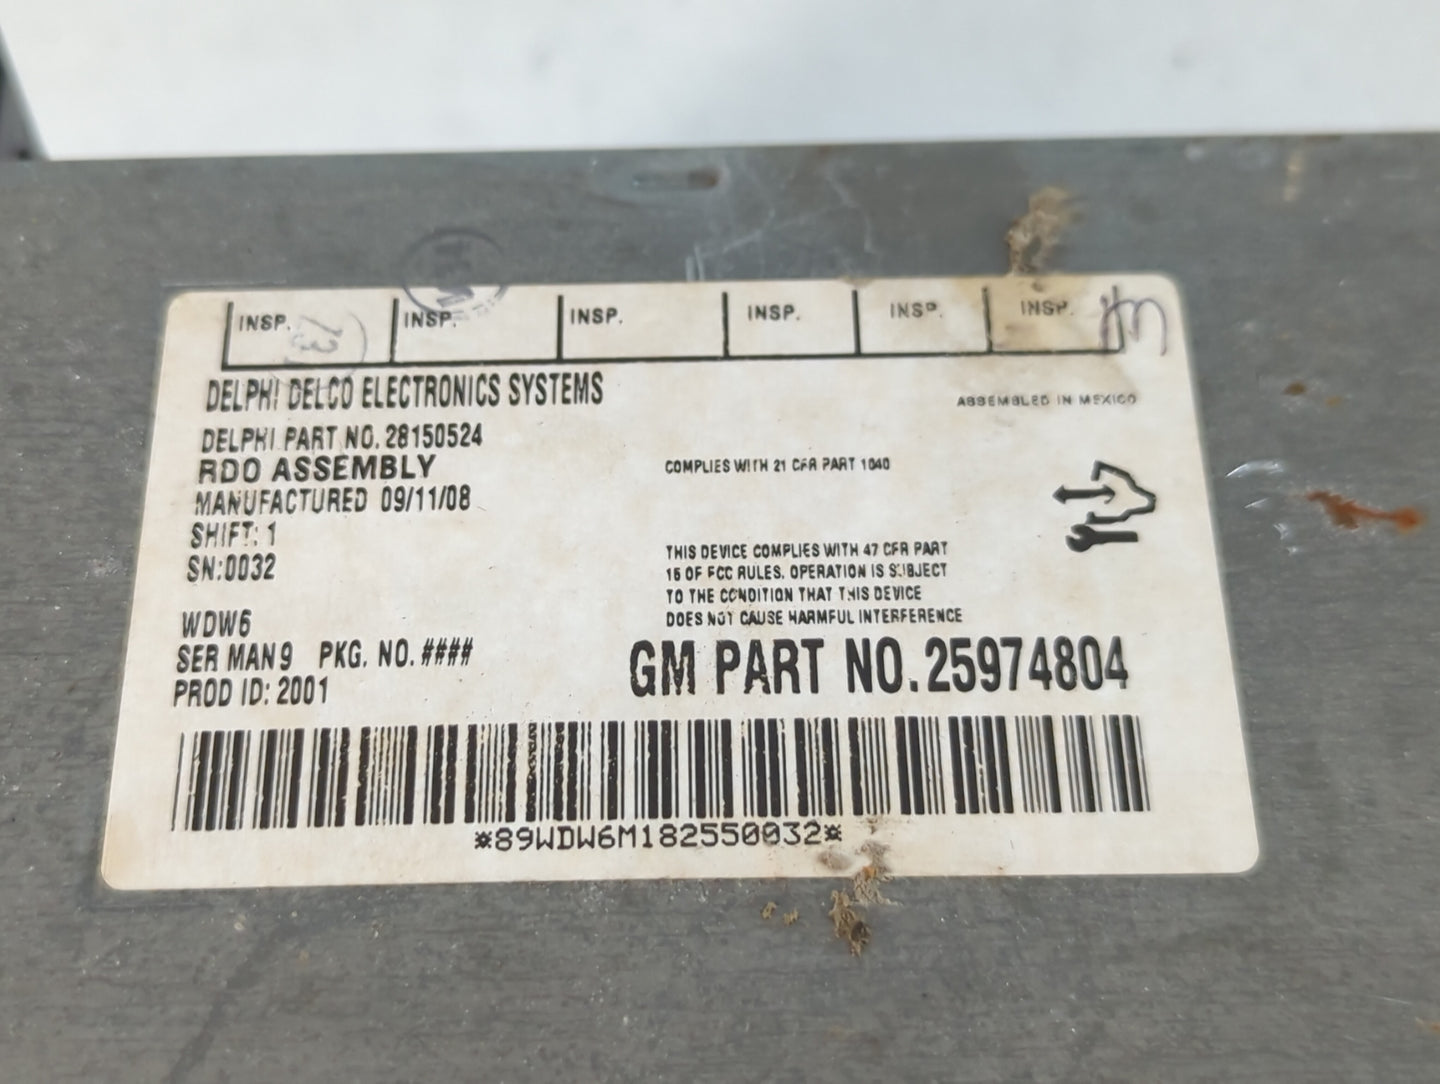 INSP. INSP. INSP. INSP. INSP. INSP.
DELPHI DELCO ELECTRONICS SYSTEMS
ASSEMBLED IN MEXICO
DELPHI PART NO. 28150524
RDO ASSEMBLY
MANUFACTURED 09/11/08
SHIFT: 1
SN:0032
COMPLIES WITH 21 CFR PART 1040
THIS DEVICE COMPLIES WITH 47 CFR PART
15 OF FCC RULES. OPERATION IS SUBJECT
TO THE CONDITION THAT THIS DEVICE
DOES NOT CAUSE HARMFUL INTERFERENCE
WDW6
SER MAN9 PKG. NO. ####
PROD ID: 2001
GM PART NO. 25974804
*89WDW6M182550032*